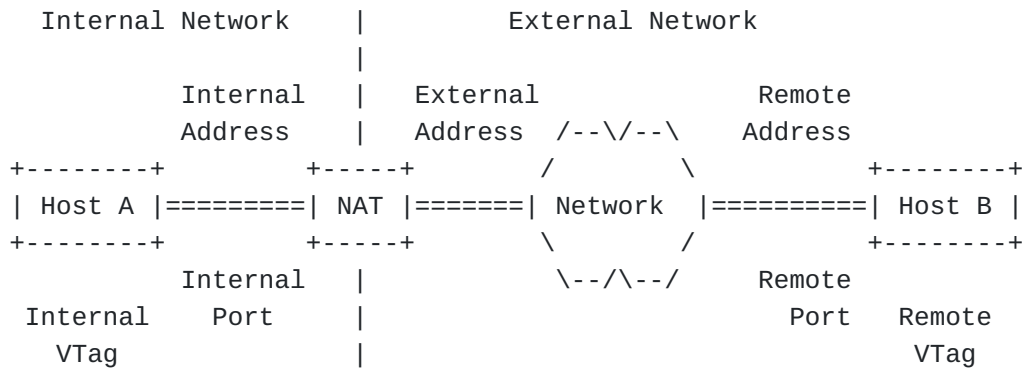 Internal Network | External Network
|
Internal | External Remote
Address | Address /--\/--\ Address
+--------+ +-----+ / \ +--------+
| Host A |=========| NAT |=======| Network |==========| Host B |
+--------+ +-----+ \ / +--------+
Internal | \--/\--/ Remote
Internal Port | Port Remote
VTag | VTag